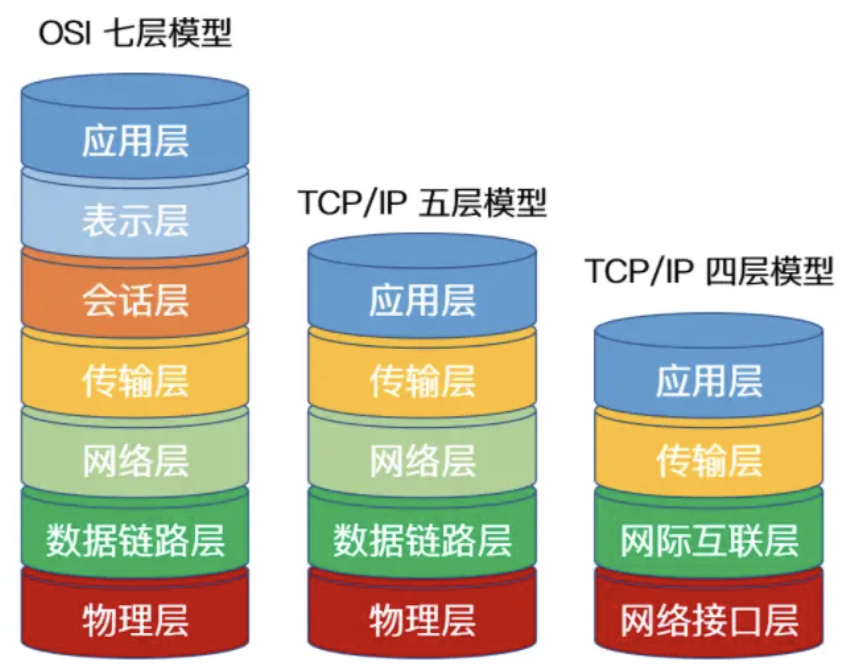 OSI 七层模型
应用层
表示层
会话层
传输层
网络层
数据链路层
物理层
TCP/IP 五层模型
应用层
传输层
网络层
数据链路层
物理层
TCP/IP 四层模型
应用层
传输层
网际互联层
网络接口层